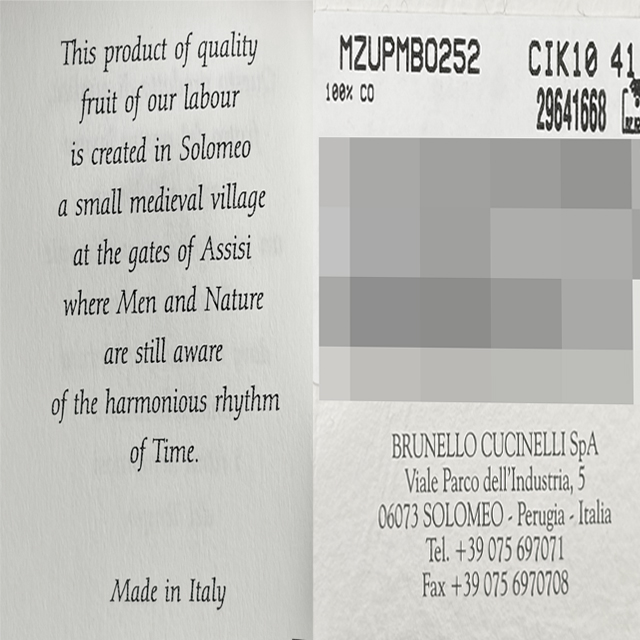 This product of quality
fruit of our labour
is created in Solomeo
a small medieval village
at the gates of Assisi
where Men and Nature
are still aware
of the harmonious rhythm
of Time.
Made in Italy
MZUPMB0252 CIK10 41
100% CO
29641668
BRUNELLO CUCINELLI SpA
Viale Parco dell'Industria, 5
06073 SOLOMEO - Perugia - Italia
Tel. +39 075 697071
Fax +39 075 6970708